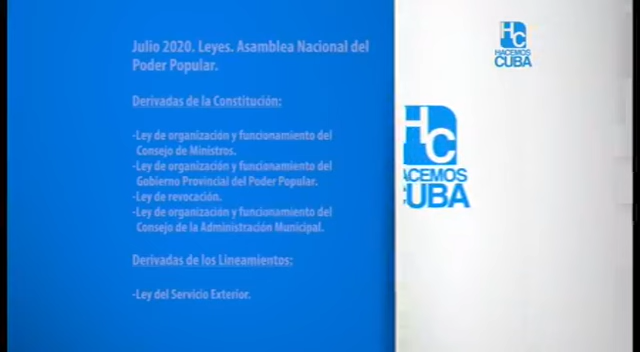 Julio 2020. Leyes. Asamblea Nacional del
Poder Popular.
Derivadas de la Constitución:
-Ley de organización y funcionamiento del
Consejo de Ministros.
-Ley de organización y funcionamiento del
Gobierno Provincial del Poder Popular.
-Ley de revocación.
-Ley de organización y funcionamiento del
Consejo de la Administración Municipal.
Derivadas de los Lineamientos:
-Ley del Servicio Exterior.
HC
HACEMOS
CUBA
HC
ACEMOS
CUBA